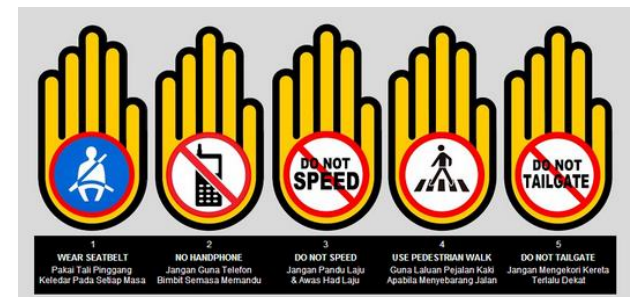 DO NOT
SPEED
DO NOT
TAILGATE
1
WEAR SEATBELT
Pakai Tali Pinggang
Keledar Pada Setiap Masa
2
NO HANDPHONE
Jangan Guna Telefon
Bimbit Semasa Memandu
3
DO NOT SPEED
Jangan Pandu Laju
& Awas Had Laju
4
USE PEDESTRIAN WALK
Guna Laluan Pejalan Kaki
Apabila Menyebarang Jalan
5
DO NOT TAILGATE
Jangan Mengekori Kereta
Terlalu Dekat